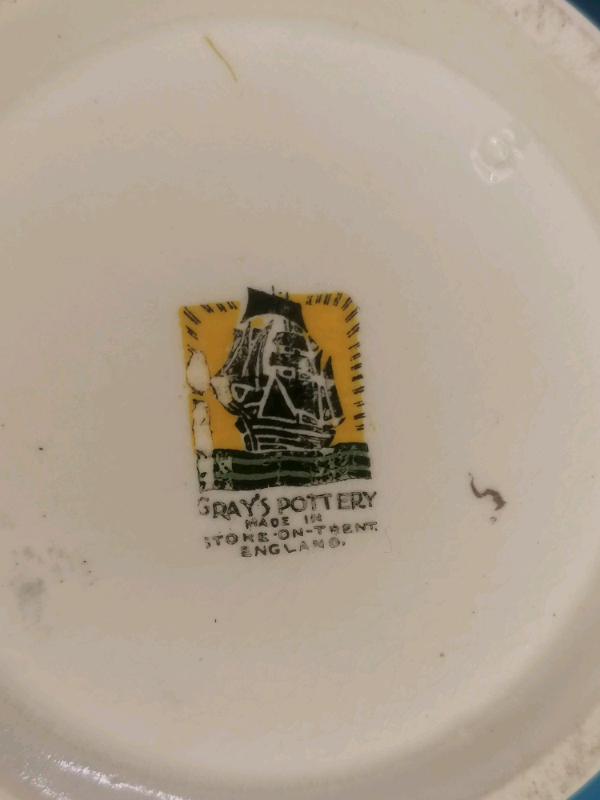 GRAY'S POTTERY
MADE IN
STOKE-ON-TRENT.
ENGLAND.